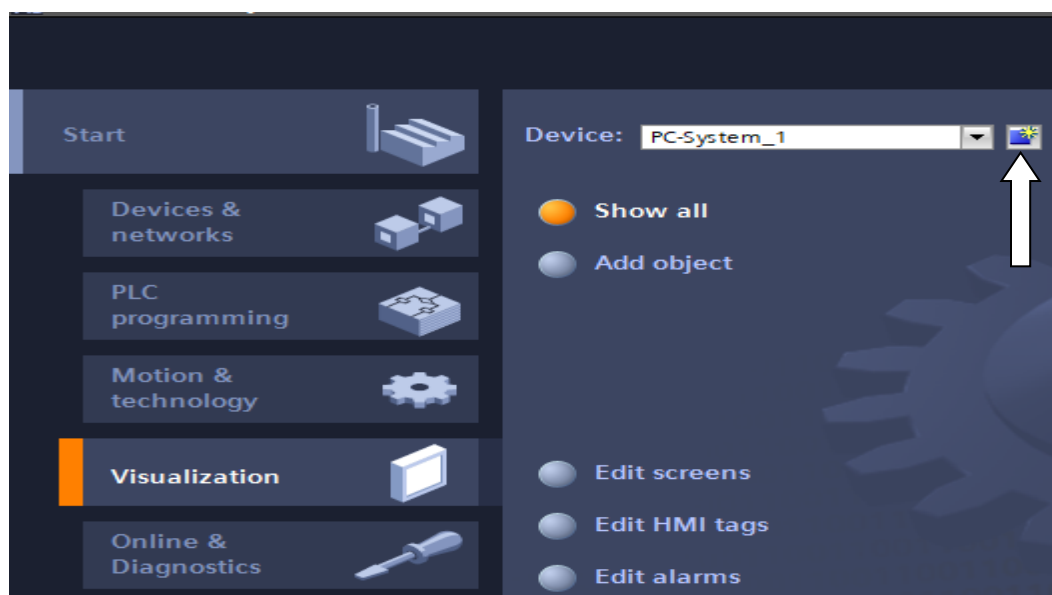 Start
Devices &
networks
PLC
programming
Motion &
technology
Visualization
Online &
Diagnostics
Device: PC-System_1
Show all
Add object
Edit screens
Edit HMI tags
Edit alarms